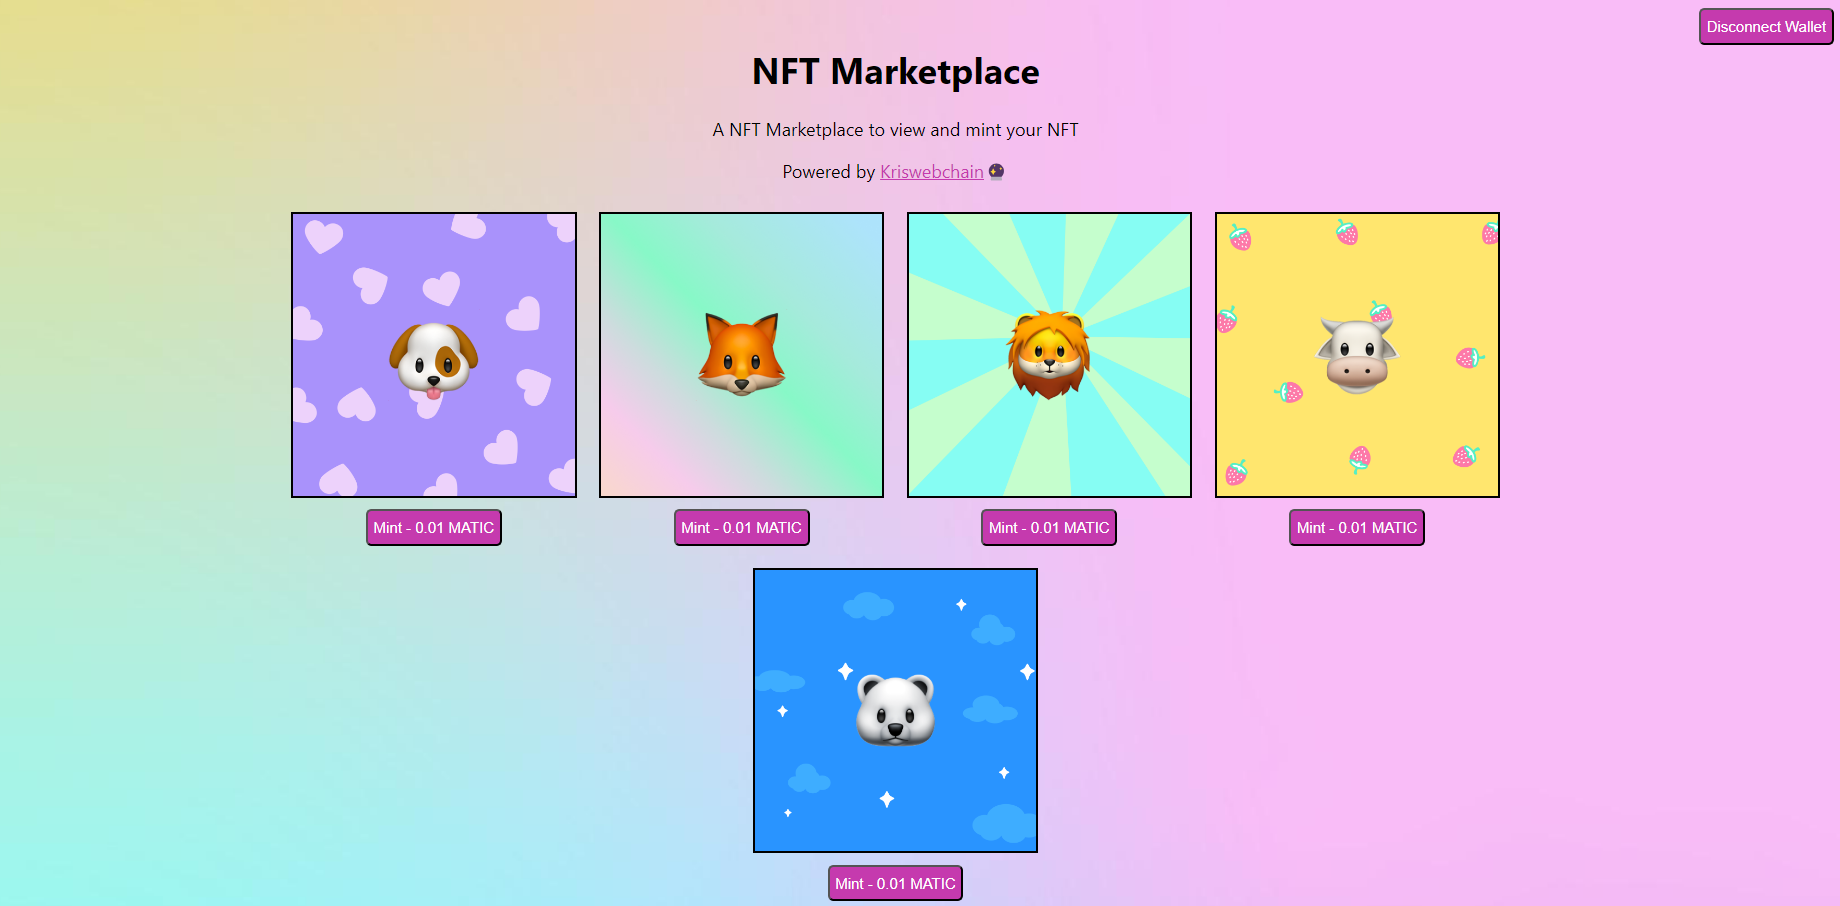 Disconnect Wallet
NFT Marketplace
A NFT Marketplace to view and mint your NFT
Powered by Kriswebchain 🔮
Mint - 0.01 MATIC
Mint - 0.01 MATIC
Mint - 0.01 MATIC
Mint - 0.01 MATIC
Mint - 0.01 MATIC